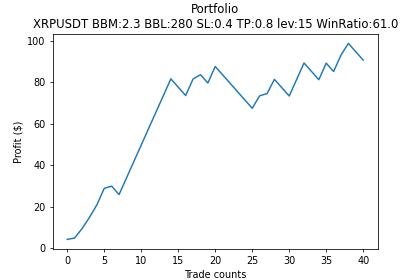 Portfolio
XRPUSDT BBM:2.3 BBL:280 SL:0.4 TP:0.8 lev:15 WinRatio:61.0
Profit ($)
100
80
60
40
20
0
0 5 10 15 20 25 30 35 40
Trade counts